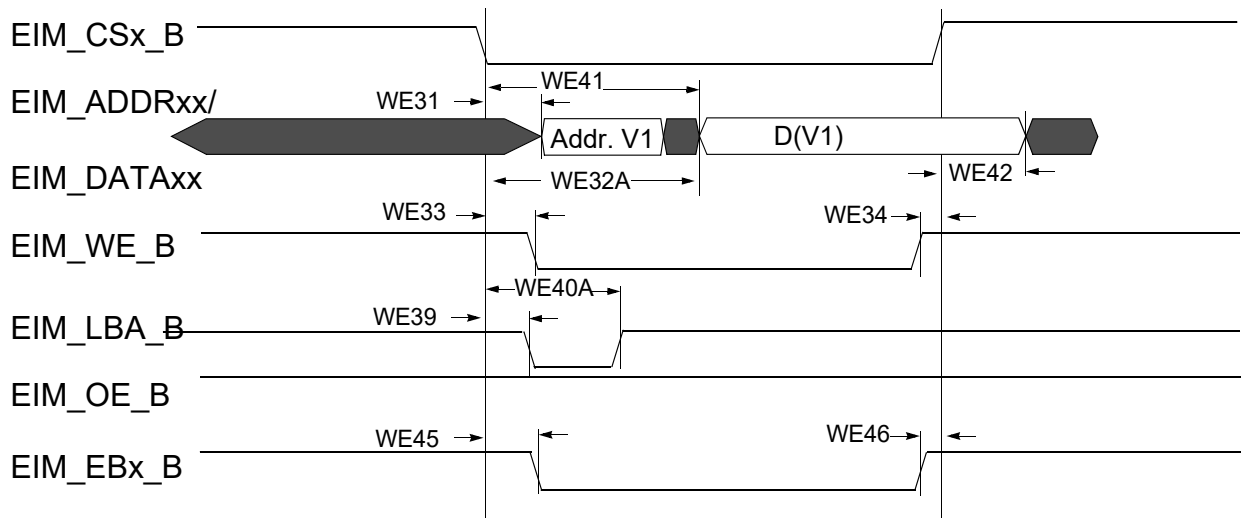 EIM_CSx_B
WE41
EIM_ADDRxx/
WE31
Addr. V1
D(V1)
EIM_DATAxx
WE32A
WE42
WE33
WE34
EIM_WE_B
WE40A
EIM_LBA_B
WE39
EIM_OE_B
WE45
WE46
EIM_EBx_B